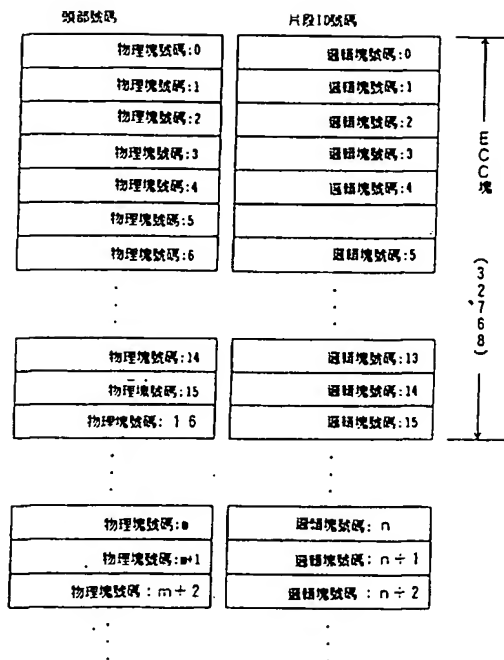 頭部號碼 片段ID號碼
物理塊號碼:0 邏輯塊號碼:0
物理塊號碼:1 邏輯塊號碼:1
物理塊號碼:2 邏輯塊號碼:2
物理塊號碼:3 邏輯塊號碼:3
物理塊號碼:4 邏輯塊號碼:4
物理塊號碼:5
物理塊號碼:6 邏輯塊號碼:5
物理塊號碼:14 邏輯塊號碼:13
物理塊號碼:15 邏輯塊號碼:14
物理塊號碼: 16 邏輯塊號碼:15
物理塊號碼:m 邏輯塊號碼: n
物理塊號碼:m+1 邏輯塊號碼: n+1
物理塊號碼: m+2 邏輯塊號碼: n+2
ECC塊
(32768)